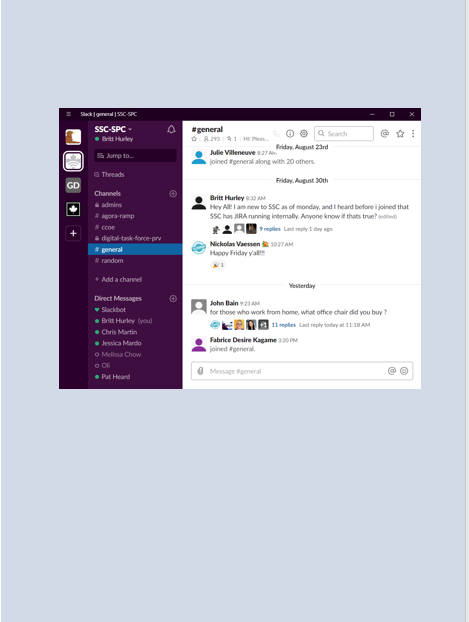 Slack | general | SSC-SPC
SSC-SPC
Britt Hurley
Jump to...
Threads
Channels
admins
agora-ramp
ccoe
digital-task-force-prv
# general
# random
+ Add a channel
Direct Messages
Slackbot
Britt Hurley (you)
Chris Martin
Jessica Mardo
Melissa Chow
Oli
Pat Heard
GD
#general
293 1 Hi! Pleas...
Search
Friday, August 23rd
Julie Villeneuve 8:27 AM
joined #general along with 20 others.
Friday, August 30th
Britt Hurley 8:32 AM
Hey All! I am new to SSC as of monday, and I heard before i joined that
SSC has JIRA running internally. Anyone know if thats true? (edited)
9 replies Last reply 1 day ago
Nickolas Vaessen 10:27 AM
Happy Friday y'all!!!
1
Yesterday
John Bain 9:23 AM
for those who work from home, what office chair did you buy ?
11 replies Last reply today at 11:18 AM
Fabrice Desire Kagame 3:20 PM
joined #general.
Message #general